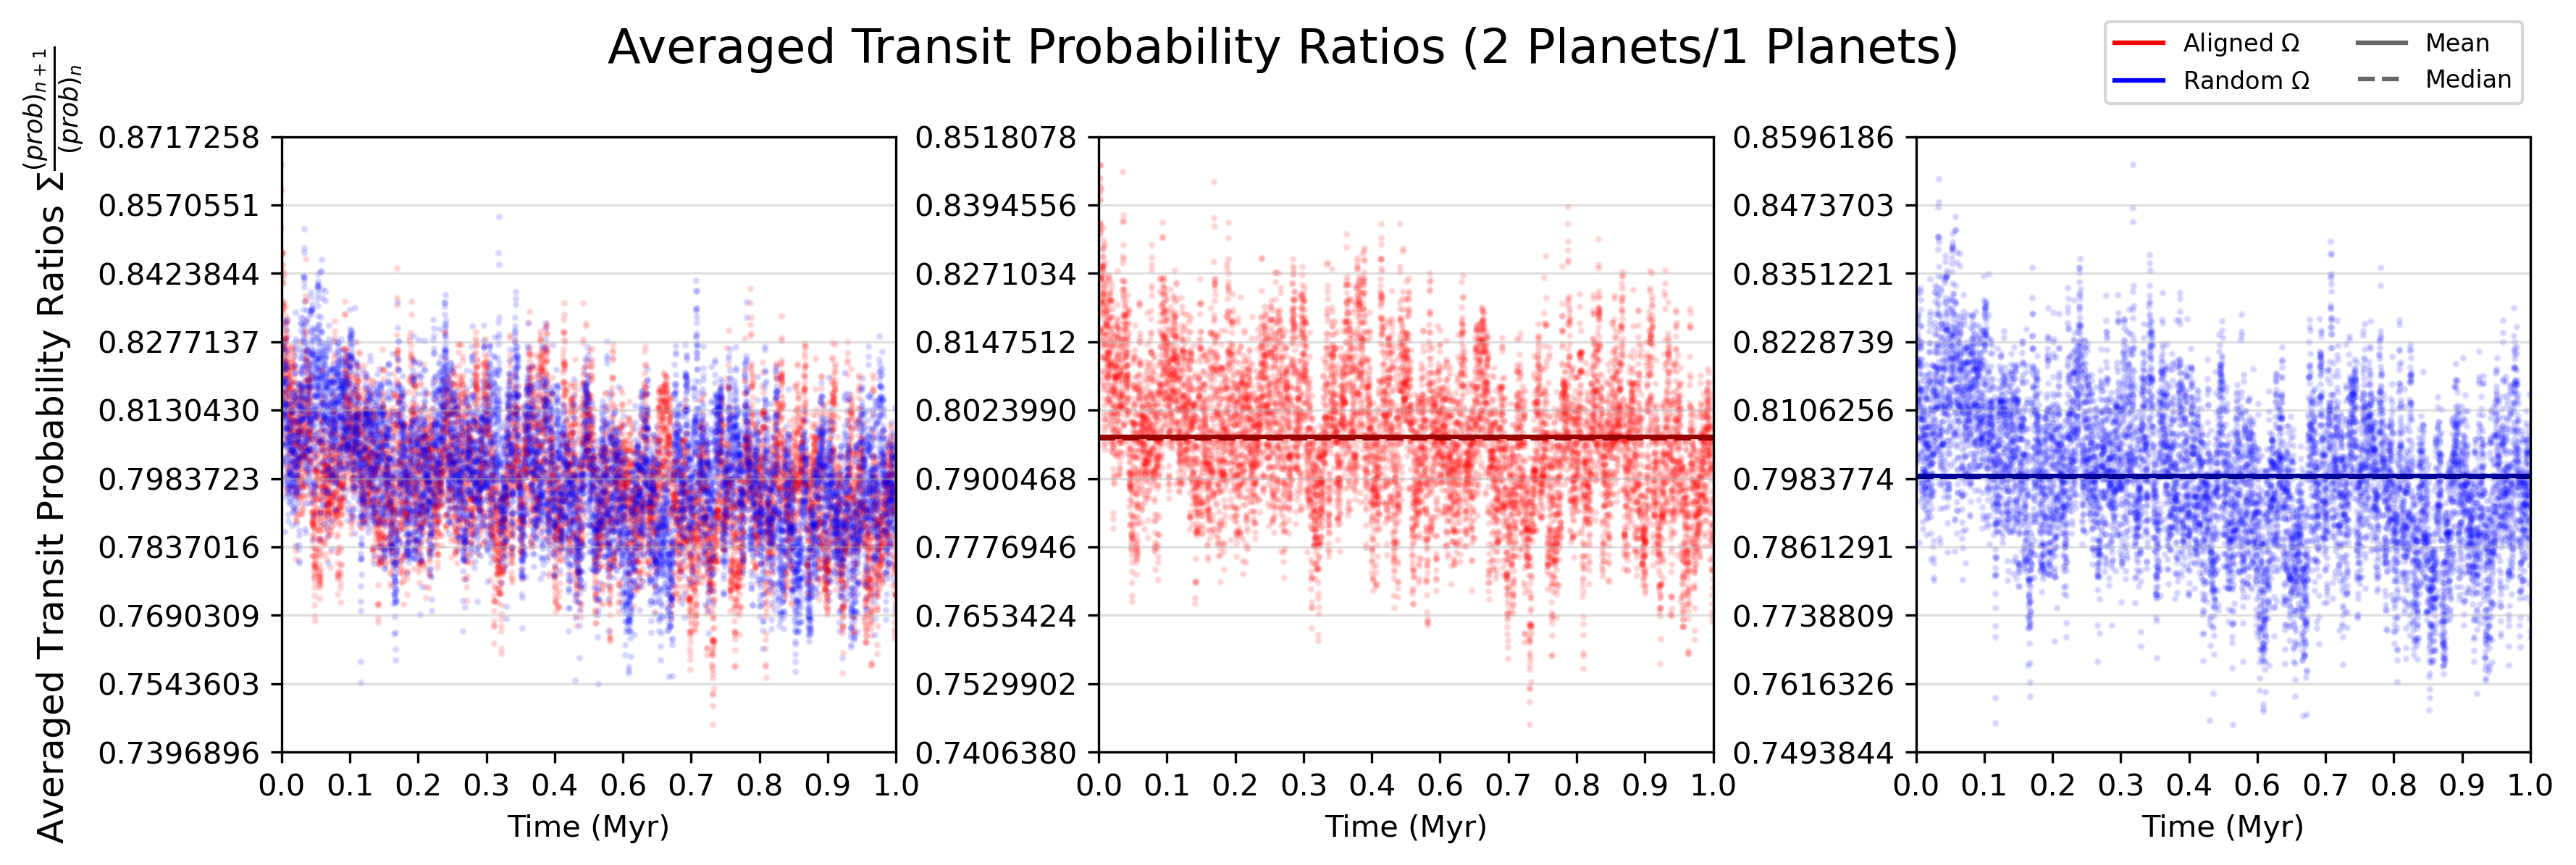 Averaged Transit Probability Ratios (2 Planets/1 Planets)
Aligned Ω
Mean
Random Ω
Median
Averaged Transit Probability Ratios Σ (prob)n+1 / (prob)n
0.8717258
0.8570551
0.8423844
0.8277137
0.8130430
0.7983723
0.7837016
0.7690309
0.7543603
0.7396896
0.0 0.1 0.2 0.3 0.4 0.6 0.7 0.8 0.9 1.0
Time (Myr)
0.8518078
0.8394556
0.8271034
0.8147512
0.8023990
0.7900468
0.7776946
0.7653424
0.7529902
0.7406380
0.0 0.1 0.2 0.3 0.4 0.6 0.7 0.8 0.9 1.0
Time (Myr)
0.8596186
0.8473703
0.8351221
0.8228739
0.8106256
0.7983774
0.7861291
0.7738809
0.7616326
0.7493844
0.0 0.1 0.2 0.3 0.4 0.6 0.7 0.8 0.9 1.0
Time (Myr)